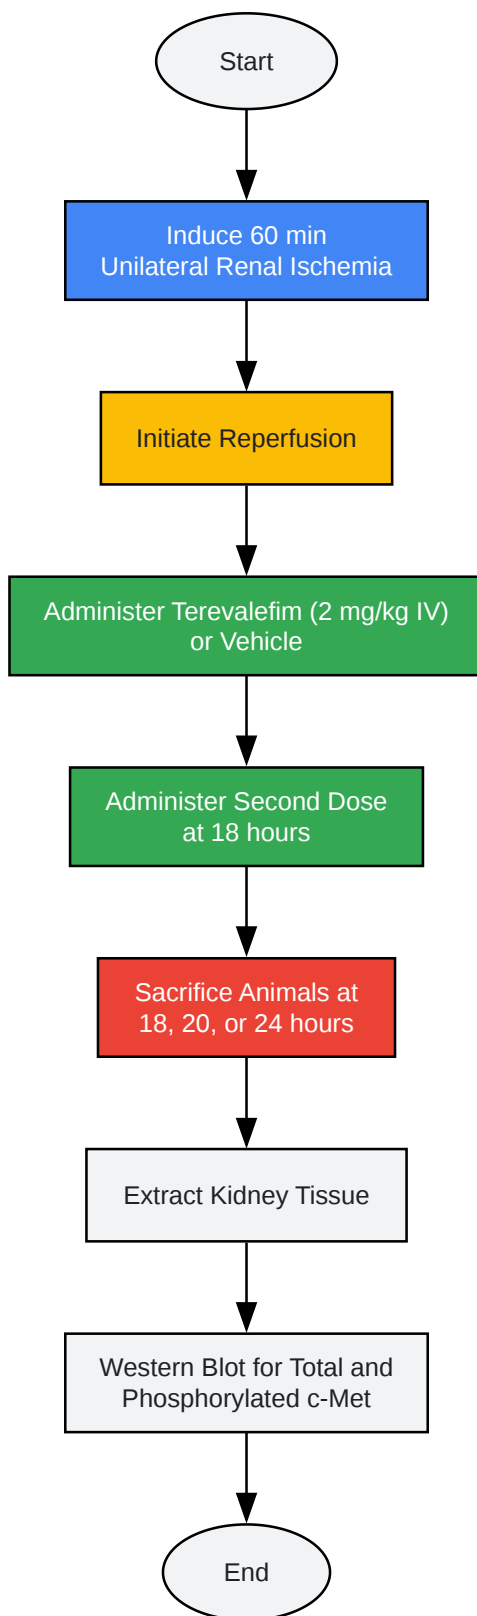 Start
Induce 60 min
Unilateral Renal Ischemia
Initiate Reperfusion
Administer Terevalefim (2 mg/kg IV)
or Vehicle
Administer Second Dose
at 18 hours
Sacrifice Animals at
18, 20, or 24 hours
Extract Kidney Tissue
Western Blot for Total and
Phosphorylated c-Met
End